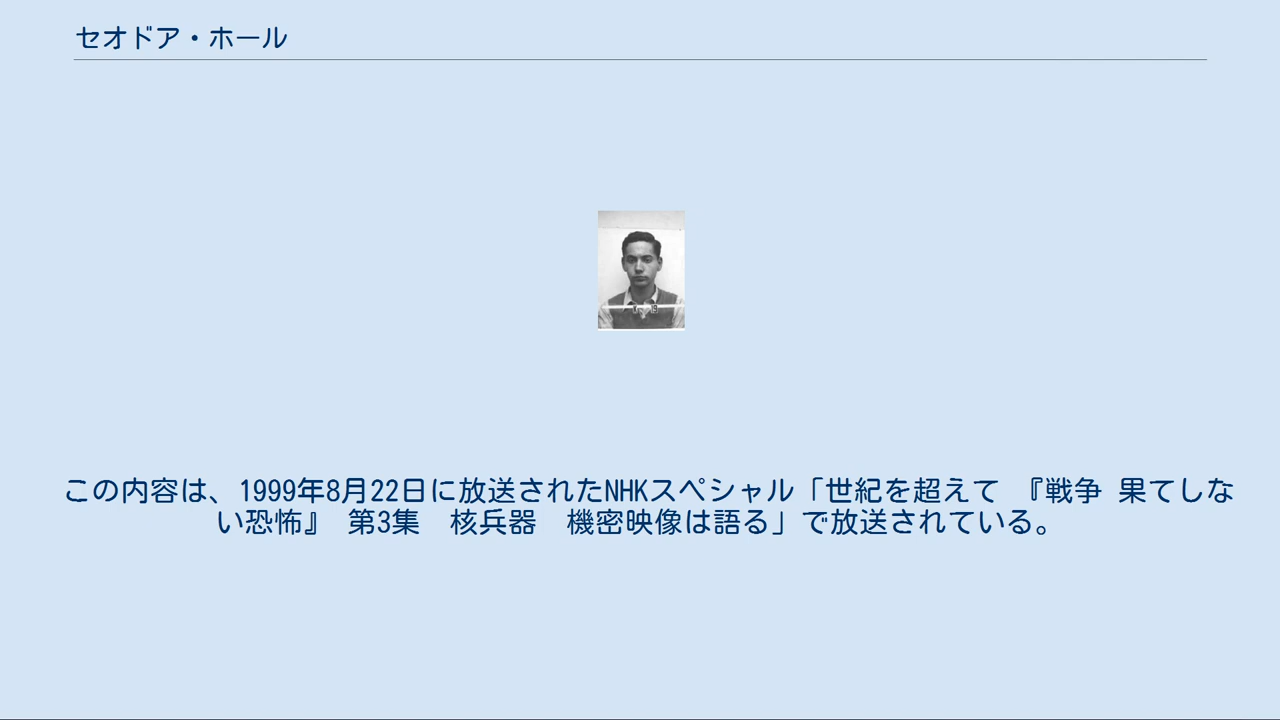 セオドア・ホール
この内容は、1999年8月22日に放送されたNHKスペシャル「世紀を超えて 『戦争 果てしな
い恐怖』 第3集　核兵器　機密映像は語る」で放送されている。